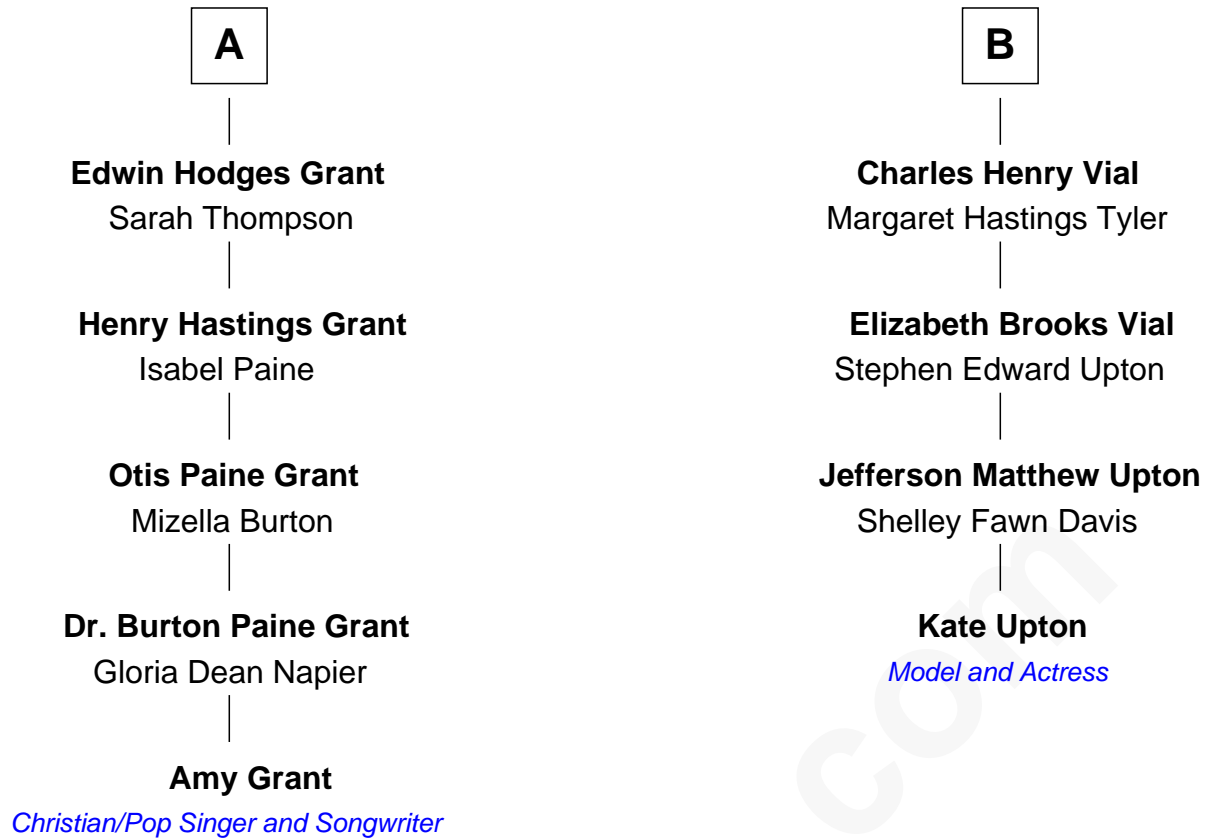 A
Edwin Hodges Grant
Sarah Thompson
Henry Hastings Grant
Isabel Paine
Otis Paine Grant
Mizella Burton
Dr. Burton Paine Grant
Gloria Dean Napier
Amy Grant
Christian/Pop Singer and Songwriter
B
Charles Henry Vial
Margaret Hastings Tyler
Elizabeth Brooks Vial
Stephen Edward Upton
Jefferson Matthew Upton
Shelley Fawn Davis
Kate Upton
Model and Actress
com